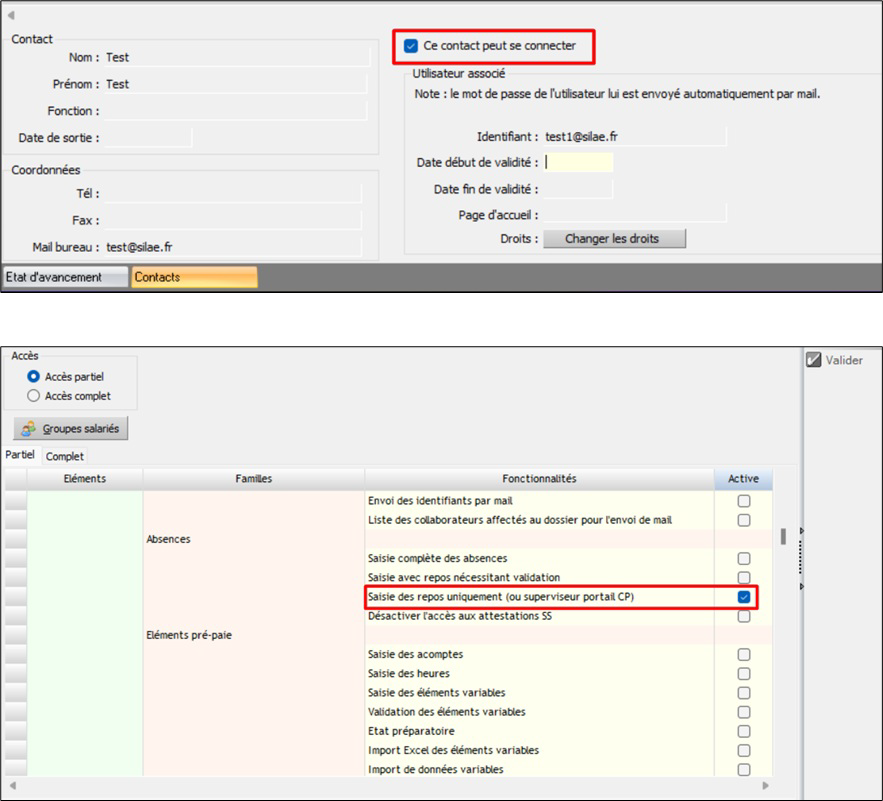 Contact
Nom : Test
Prénom : Test
Fonction :
Date de sortie :
Coordonnées
Tél :
Fax :
Mail bureau : test@silae.fr
Ce contact peut se connecter
Utilisateur associé
Note : le mot de passe de l'utilisateur lui est envoyé automatiquement par mail.
Identifiant : test1@silae.fr
Date début de validité :
Date fin de validité :
Page d'accueil :
Droits : Changer les droits
Etat d'avancement Contacts
Accès
Accès partiel
Accès complet
Groupes salariés
Partiel Complet
Valider
Eléments Familles Fonctionnalités Active
Envoi des identifiants par mail
Liste des collaborateurs affectés au dossier pour l'envoi de mail
Absences
Saisie complète des absences
Saisie avec repos nécessitant validation
Saisie des repos uniquement (ou superviseur portail CP)
Désactiver l'accès aux attestations SS
Eléments pré-paie
Saisie des acomptes
Saisie des heures
Saisie des éléments variables
Validation des éléments variables
Etat préparatoire
Import Excel des éléments variables
Import de données variables